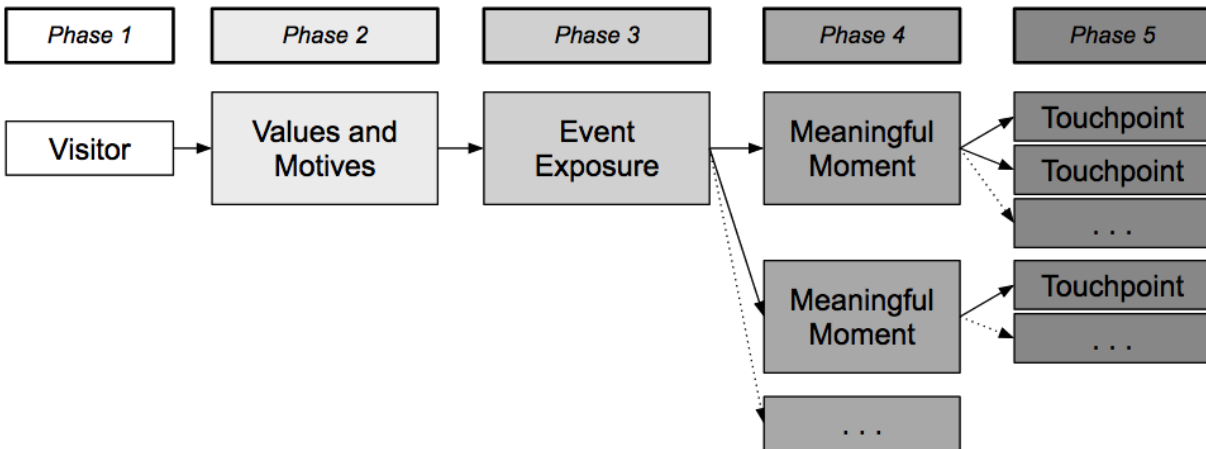 Phase 1
Phase 2
Phase 3
Phase 4
Phase 5
Visitor
Values and
Motives
Event
Exposure
Meaningful
Moment
Touchpoint
Touchpoint
. . .
Meaningful
Moment
Touchpoint
. . .
. . .